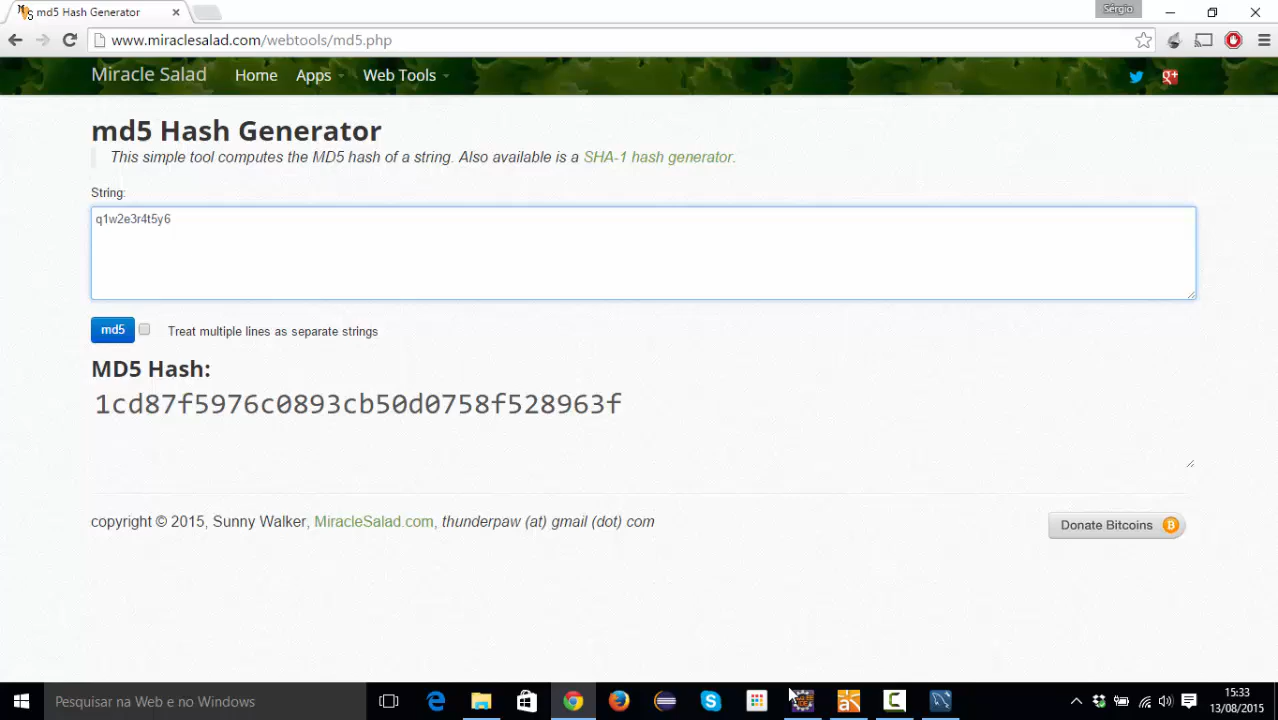 md5 Hash Generator
Sérgio
www.miraclesalad.com/webtools/md5.php
Miracle Salad Home Apps Web Tools
md5 Hash Generator
This simple tool computes the MD5 hash of a string. Also available is a SHA-1 hash generator.
String:
q1w2e3r4t5y6
md5 Treat multiple lines as separate strings
MD5 Hash:
1cd87f5976c0893cb50d0758f528963f
copyright © 2015, Sunny Walker, MiracleSalad.com, thunderpaw (at) gmail (dot) com
Donate Bitcoins
Pesquisar na Web e no Windows
15:33
13/08/2015